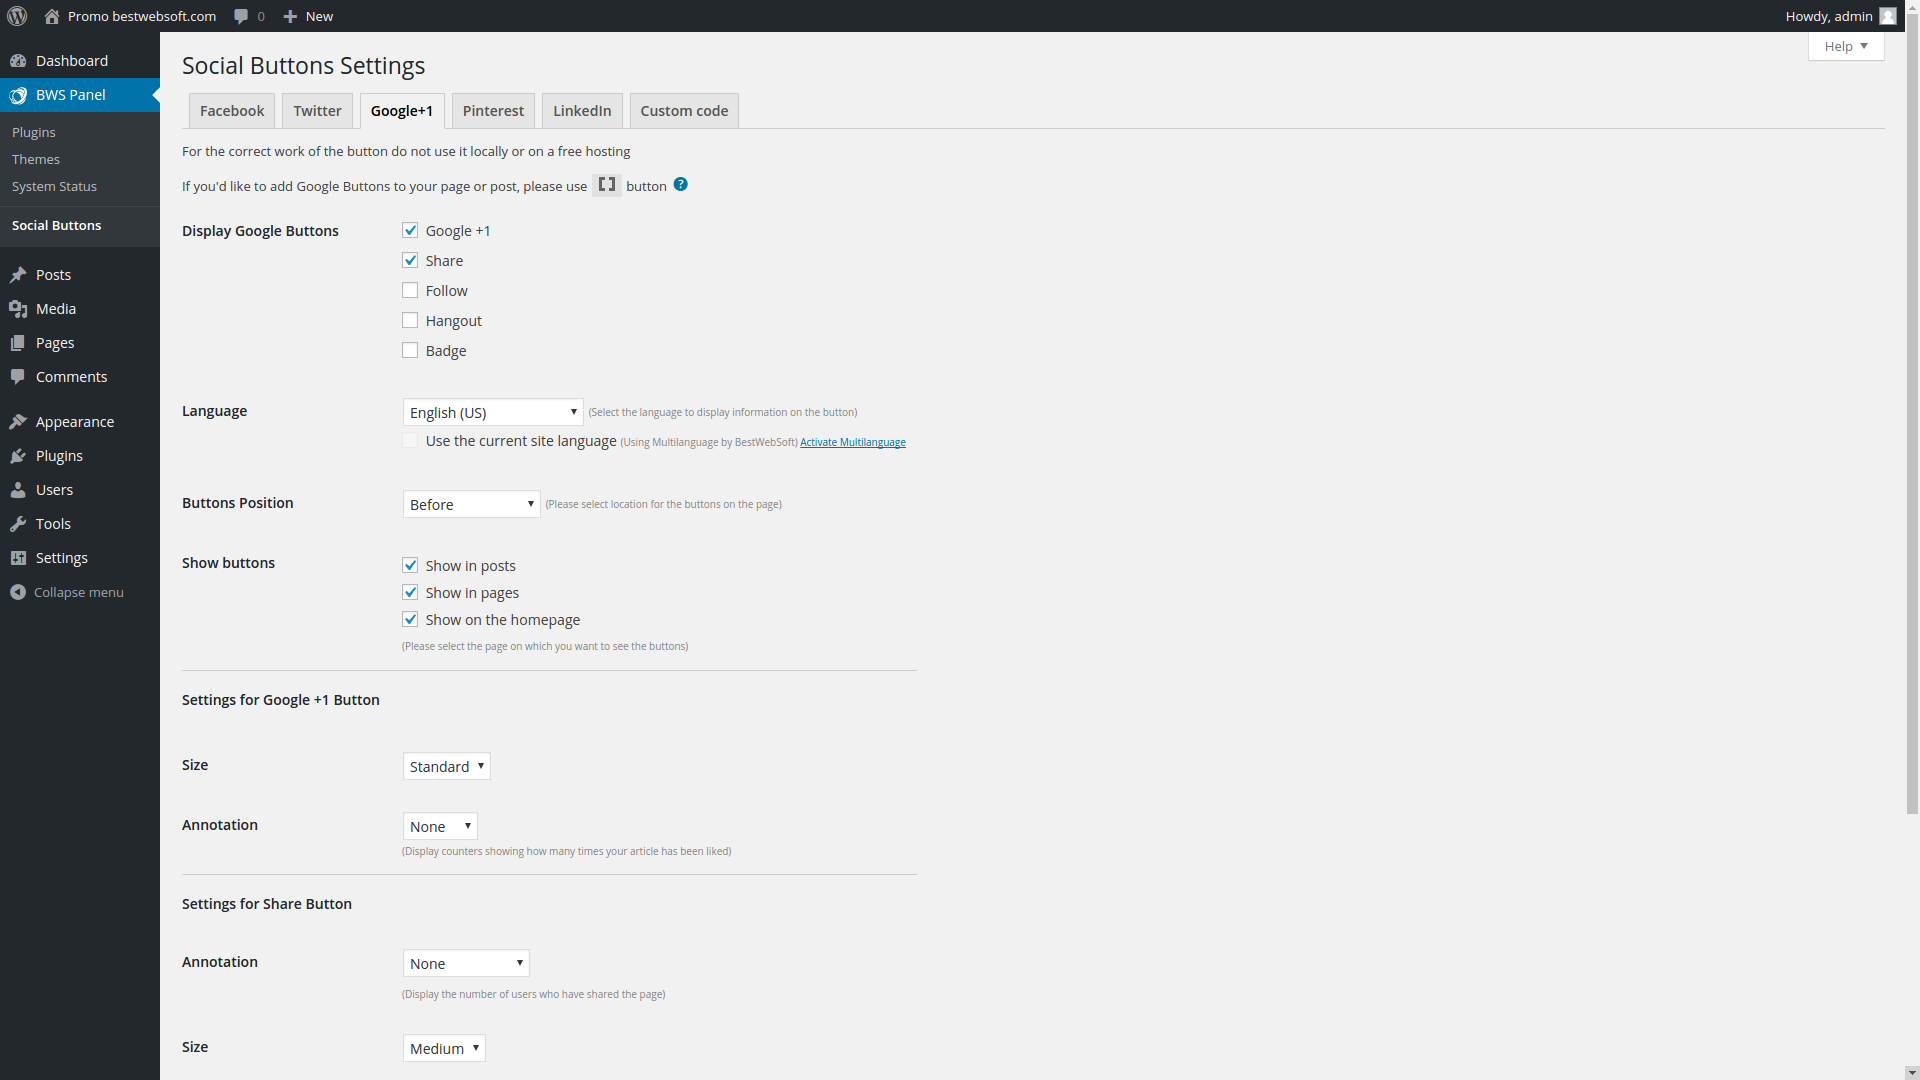 Promo bestwebsoft.com 0 New Howdy, admin
Help
Dashboard
BWS Panel
Plugins
Themes
System Status
Social Buttons
Posts
Media
Pages
Comments
Appearance
Plugins
Users
Tools
Settings
Collapse menu
Social Buttons Settings
Facebook Twitter Google+1 Pinterest LinkedIn Custom code
For the correct work of the button do not use it locally or on a free hosting
If you'd like to add Google Buttons to your page or post, please use [] button ?
Display Google Buttons
Google +1
Share
Follow
Hangout
Badge
Language
English (US) (Select the language to display information on the button)
Use the current site language (Using Multilanguage by BestWebSoft) Activate Multilanguage
Buttons Position
Before (Please select location for the buttons on the page)
Show buttons
Show in posts
Show in pages
Show on the homepage
(Please select the page on which you want to see the buttons)
Settings for Google +1 Button
Size
Standard
Annotation
None
(Display counters showing how many times your article has been liked)
Settings for Share Button
Annotation
None
(Display the number of users who have shared the page)
Size
Medium